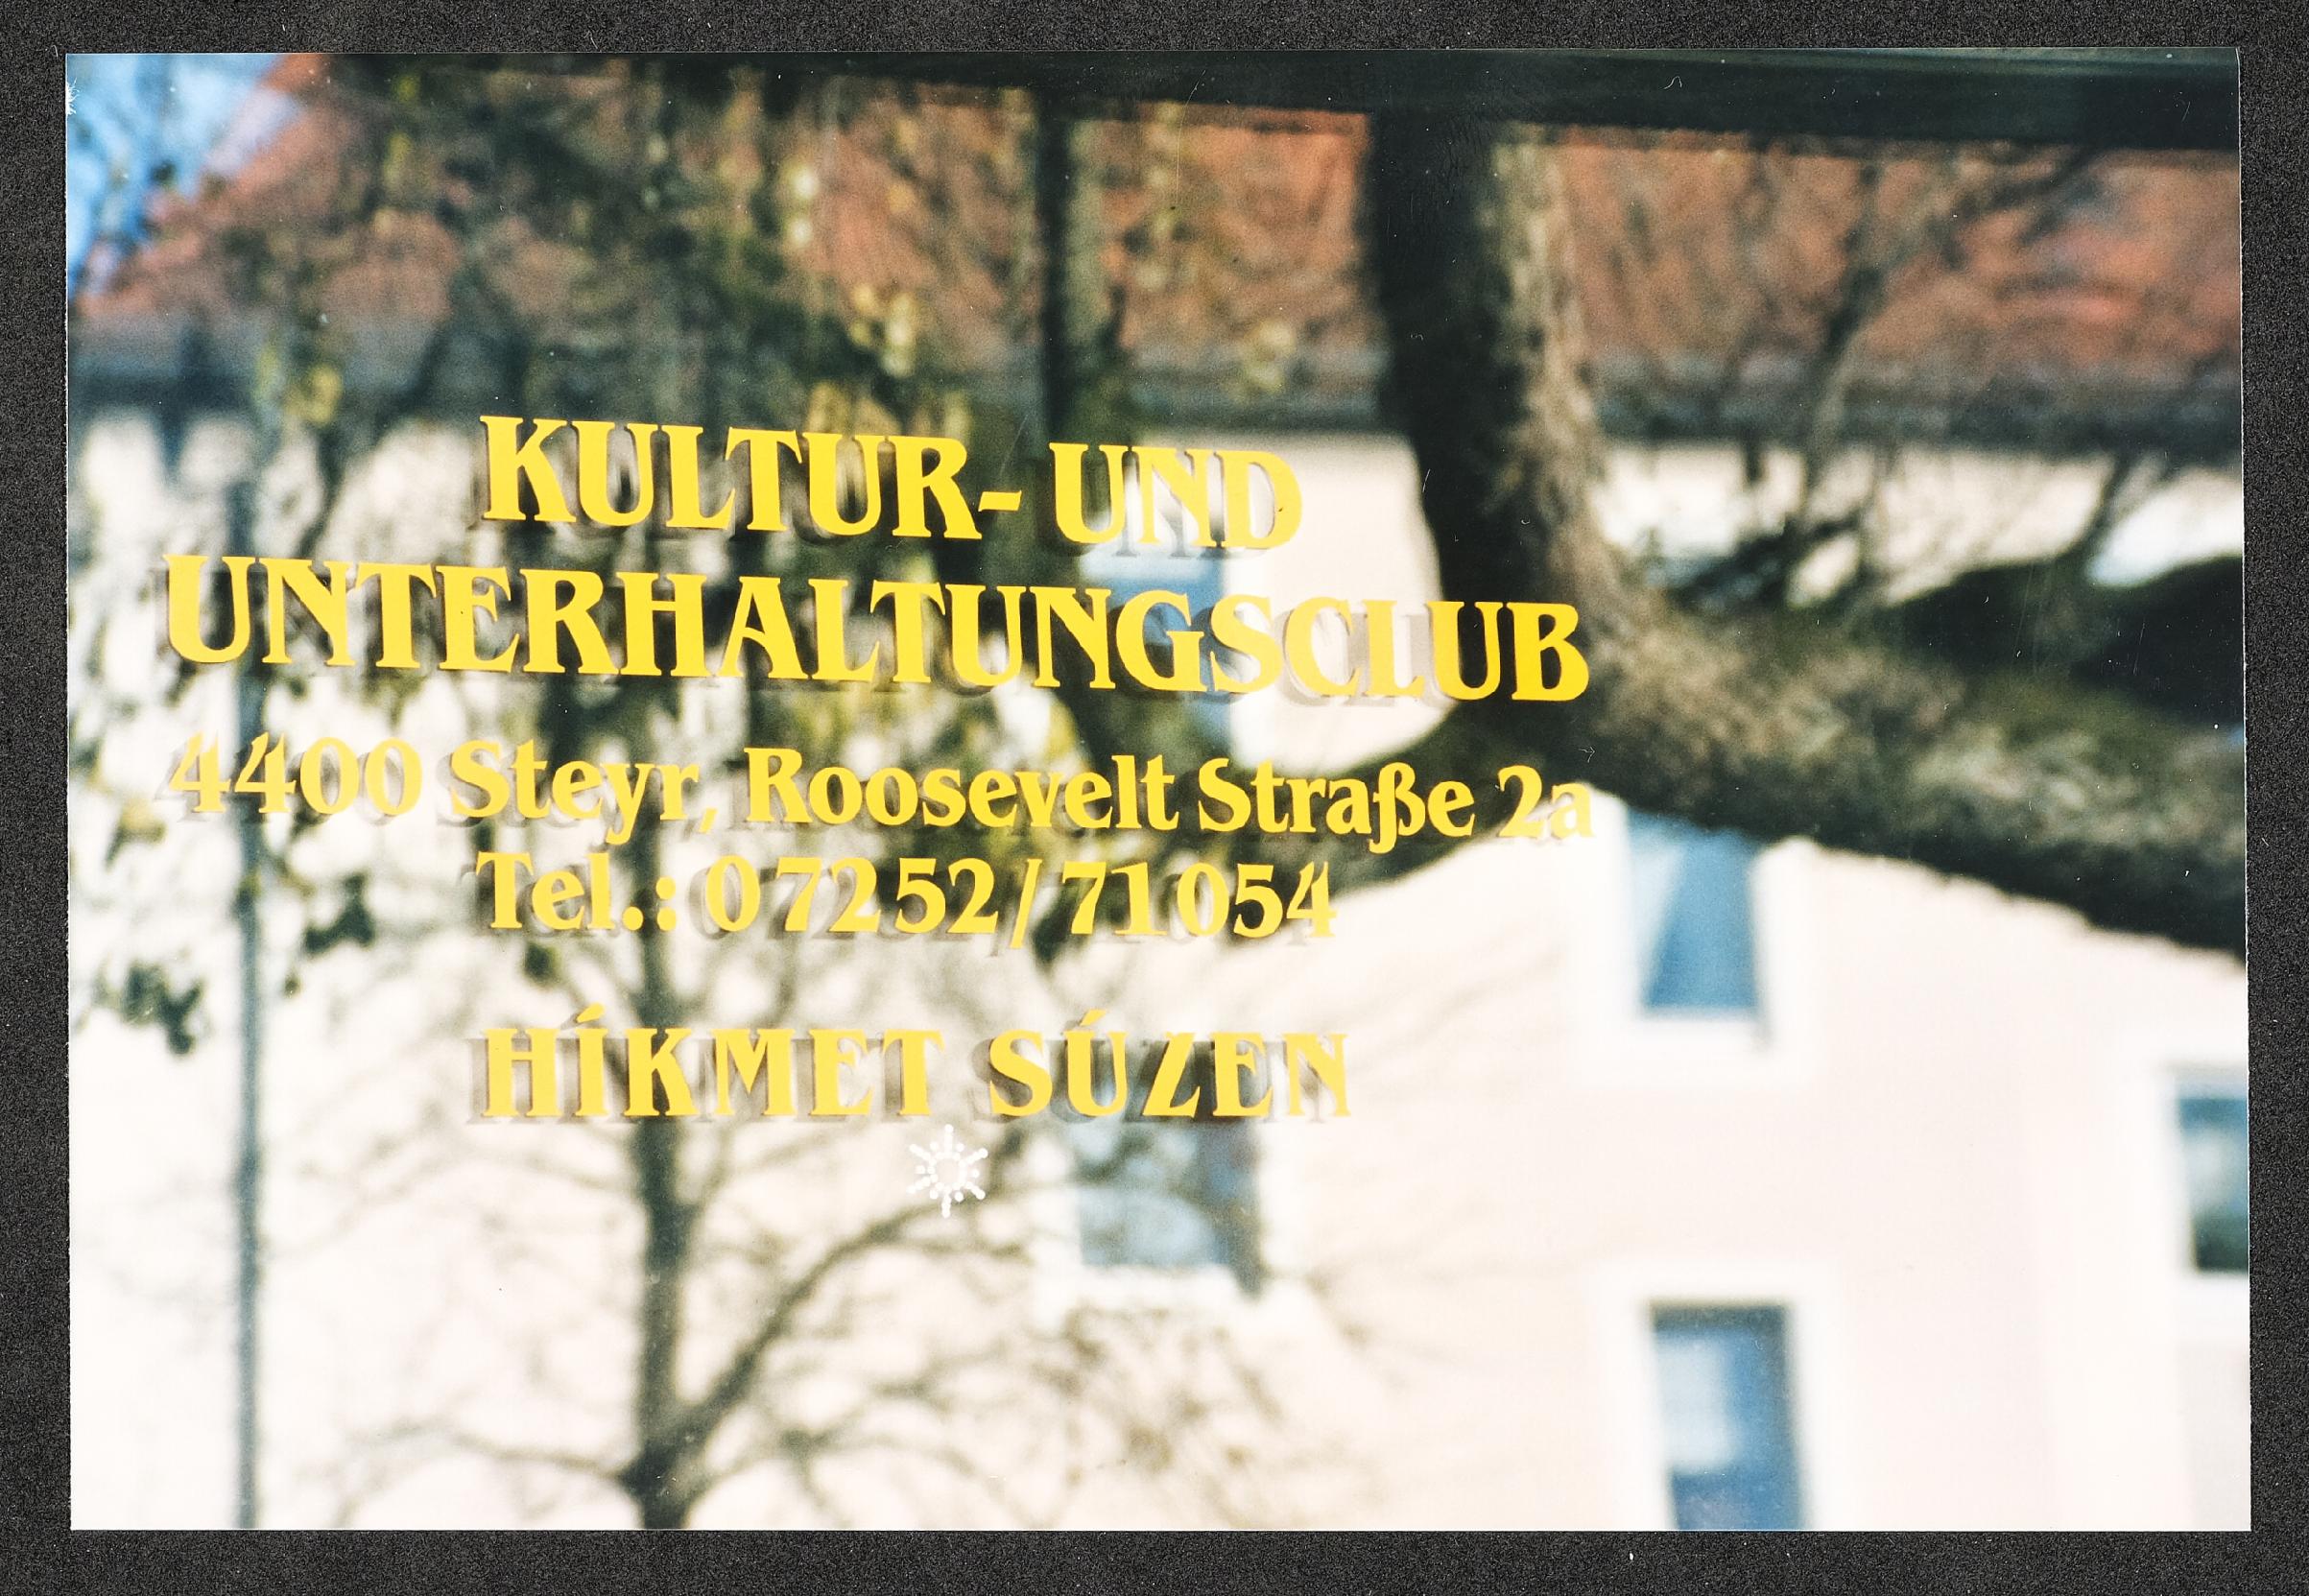 KULTUR- UND
UNTERHALTUNGSCLUB
4400 Steyr, Roosevelt Straße 2a
Tel.: 07252/71054
HÍKMET SÚZEN